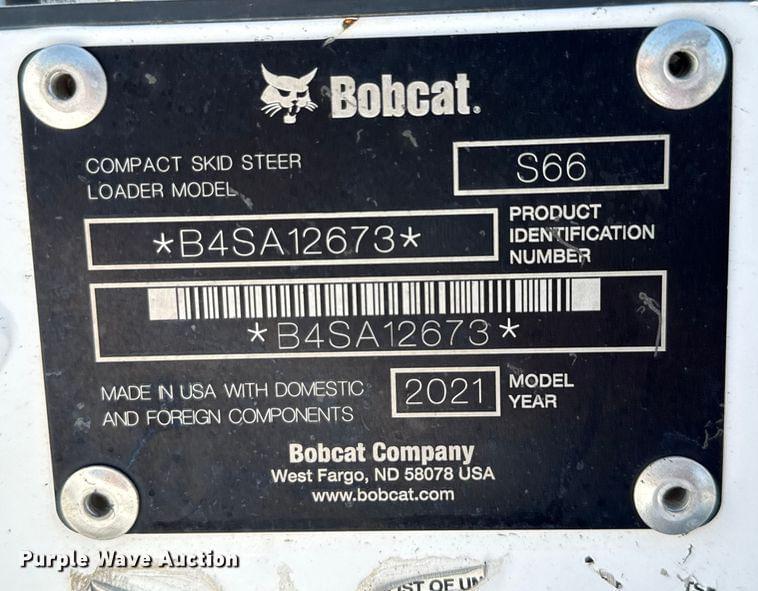 Bobcat.
COMPACT SKID STEER
LOADER MODEL
S66
*B4SA12673*
PRODUCT
IDENTIFICATION
NUMBER
*B4SA12673*
MADE IN USA WITH DOMESTIC
AND FOREIGN COMPONENTS
2021
MODEL
YEAR
Bobcat Company
West Fargo, ND 58078 USA
www.bobcat.com
Purple Wave Auction
OF